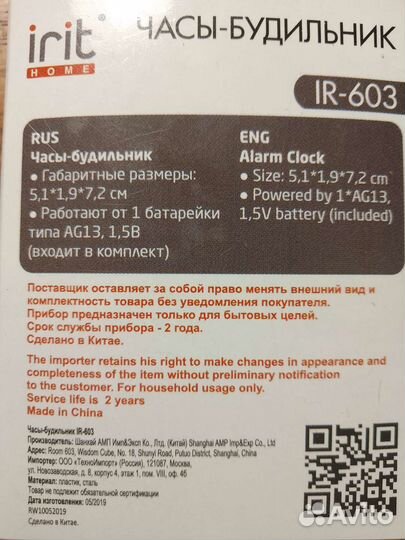 irit®
HOME
ЧАСЫ-БУДИЛЬНИК
IR-603
RUS
Часы-будильник
• Габаритные размеры:
5,1*1,9*7,2 см
• Работают от 1 батарейки
типа AG13, 1,5В
(входит в комплект)
ENG
Alarm Clock
• Size: 5,1*1,9*7,2 cm
• Powered by 1*AG13,
1,5V battery (included)
Поставщик оставляет за собой право менять внешний вид и
комплектность товара без уведомления покупателя.
Прибор предназначен только для бытовых целей.
Срок службы прибора - 2 года.
Сделано в Китае.
The importer retains his right to make changes in appearance and
completeness of the item without preliminary notification
to the customer. For household usage only.
Service life is 2 years
Made in China
Часы-будильник IR-603
Производитель: Шанхай АМП Имп&Эксп Ко., Лтд. (Китай) Shanghai AMP Imp&Exp Co., Ltd
Адрес: Room 603, Wisdom Cube, No. 18, Shunyi Road, Putuo District, Shanghai, China
Импортер: ООО «ТехноИмпорт» (Россия), 121087, Москва,
ул. Новозаводская, д. 8, корпус 4, этаж 1, пом. VIII, оф. 4б
Материал: пластик, сталь
Товар не подлежит обязательной сертификации
Дата изготовления: 05/2019
RW10052019
Сделано в Китае.
Avito